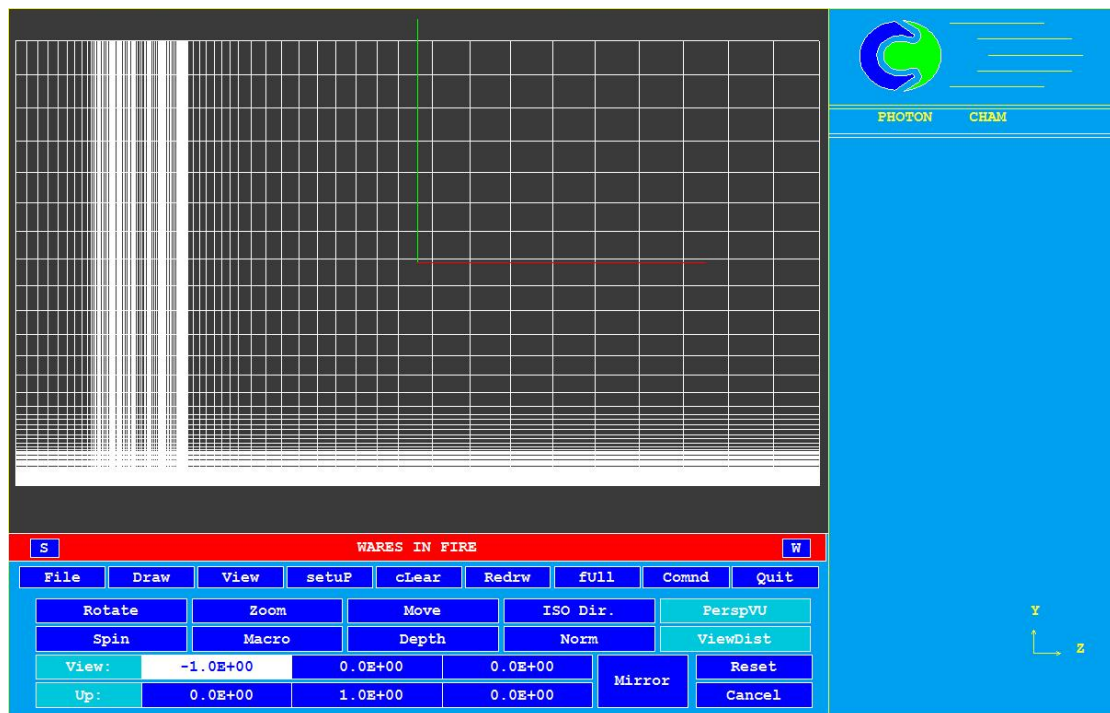 PHOTON CHAM
S WARES IN FIRE W
File Draw View setuP cLear Redrw fUll Comnd Quit
Rotate Zoom Move ISO Dir. PerspVU
Spin Macro Depth Norm ViewDist
View: -1.0E+00 0.0E+00 0.0E+00 Mirror Reset
Up: 0.0E+00 1.0E+00 0.0E+00 Cancel
Y
Z